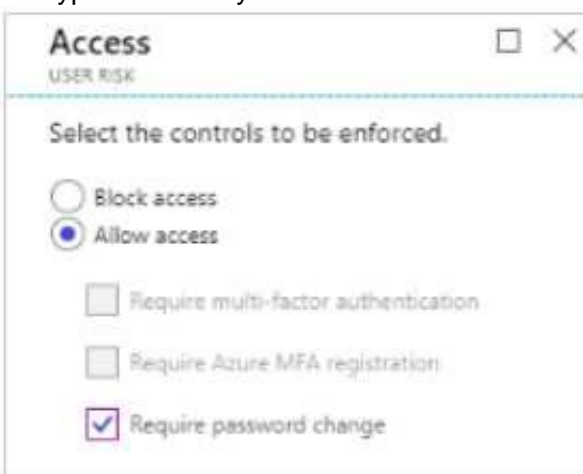 Access
USER RISK
Select the controls to be enforced.
Block access
Allow access
Require multi-factor authentication
Require Azure MFA registration
Require password change